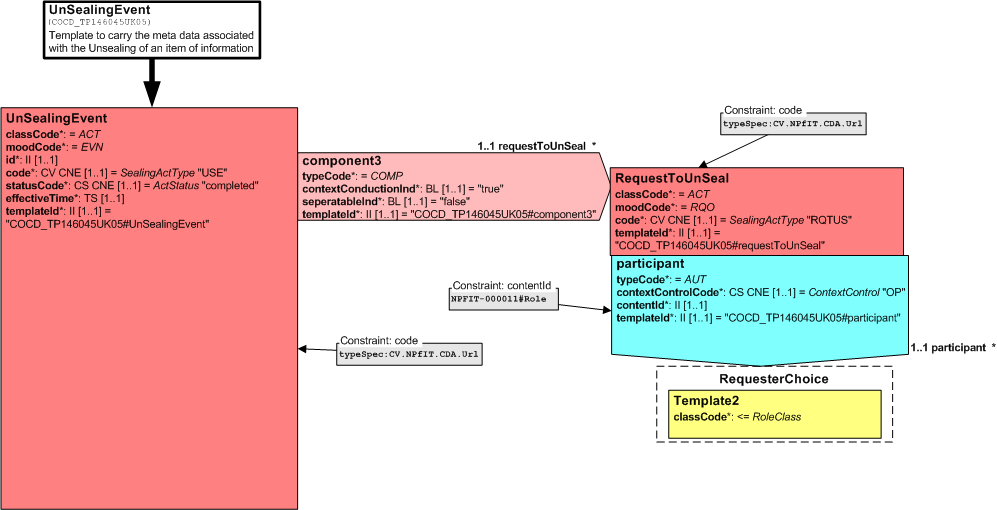 UnSealingEvent
(COCD_TP146045UK05)
Template to carry the meta data associated
with the Unsealing of an item of information
UnSealingEvent
classCode*: = ACT
moodCode*: = EVN
id*: II [1..1]
code*: CV CNE [1..1] = SealingActType "USE"
statusCode*: CS CNE [1..1] = ActStatus "completed"
effectiveTime*: TS [1..1]
templateId*: II [1..1] =
"COCD_TP146045UK05#UnSealingEvent"
1..1 requestToUnSeal *
component3
typeCode*: = COMP
contextConductionInd*: BL [1..1] = "true"
seperatableInd*: BL [1..1] = "false"
templateId*: II [1..1] = "COCD_TP146045UK05#component3"
Constraint: code
typeSpec:CV.NPfIT.CDA.Url
RequestToUnSeal
classCode*: = ACT
moodCode*: = RQO
code*: CV CNE [1..1] = SealingActType "RQTUS"
templateId*: II [1..1] =
"COCD_TP146045UK05#requestToUnSeal"
participant
typeCode*: = AUT
contextControlCode*: CS CNE [1..1] = ContextControl "OP"
contentId*: II [1..1]
templateId*: II [1..1] = "COCD_TP146045UK05#participant"
Constraint: contentId
NPFIT-000011#Role
Constraint: code
typeSpec:CV.NPfIT.CDA.Url
1..1 participant *
RequesterChoice
Template2
classCode*: <= RoleClass